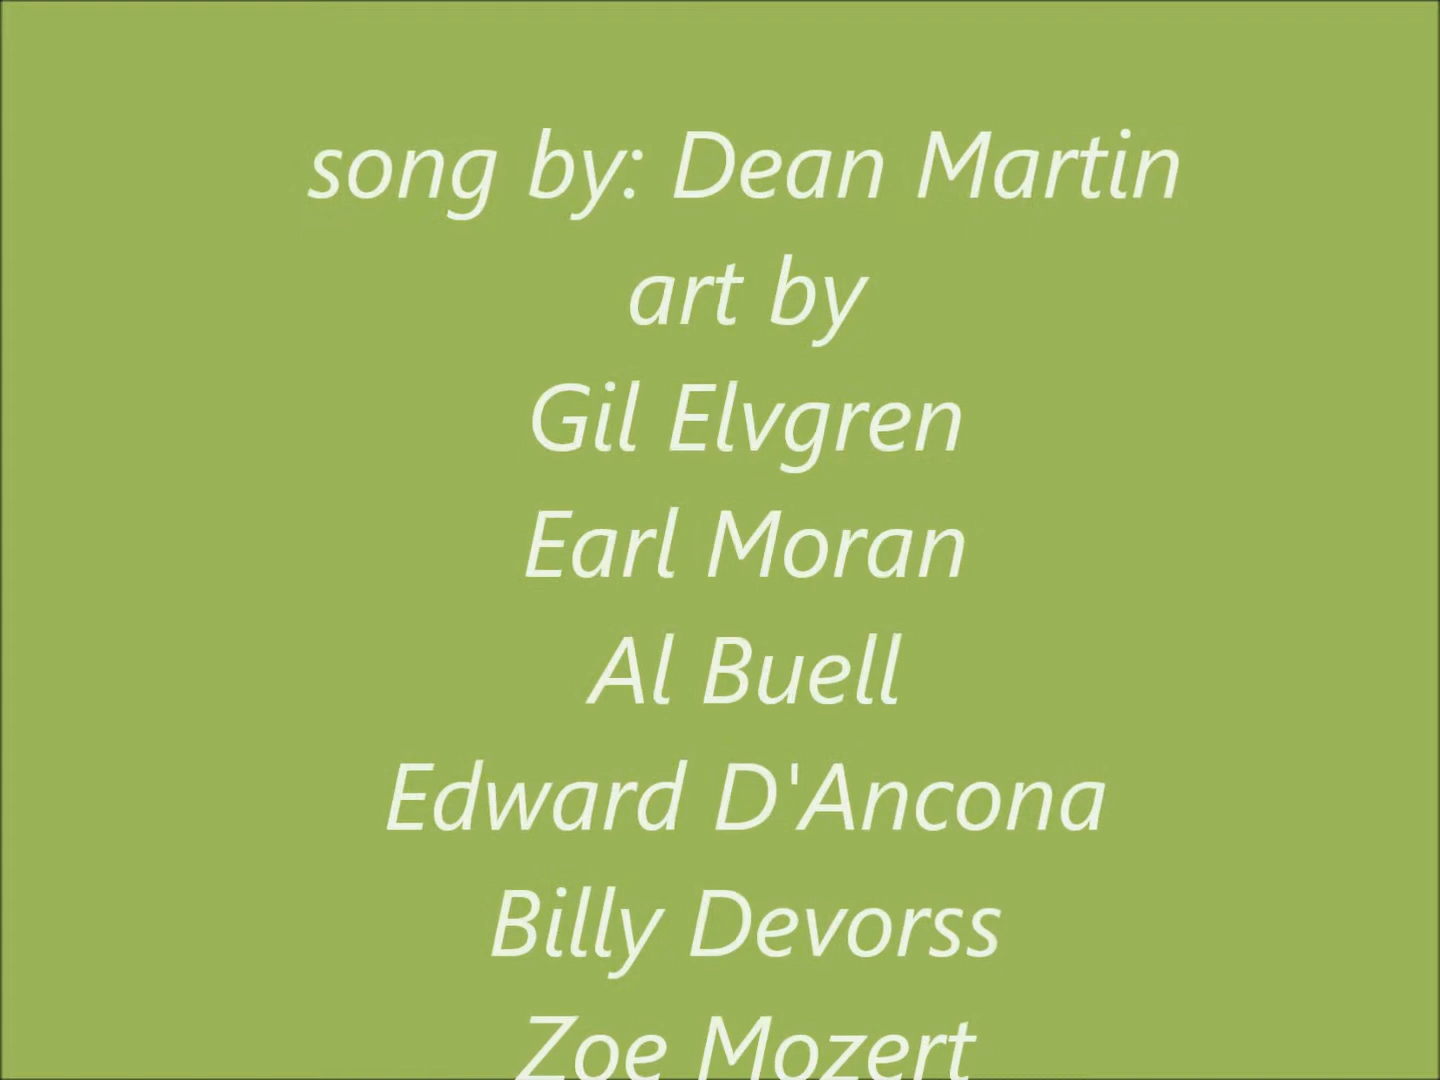 song by: Dean Martin
art by
Gil Elvgren
Earl Moran
Al Buell
Edward D'Ancona
Billy Devorss
Zoe Mozert